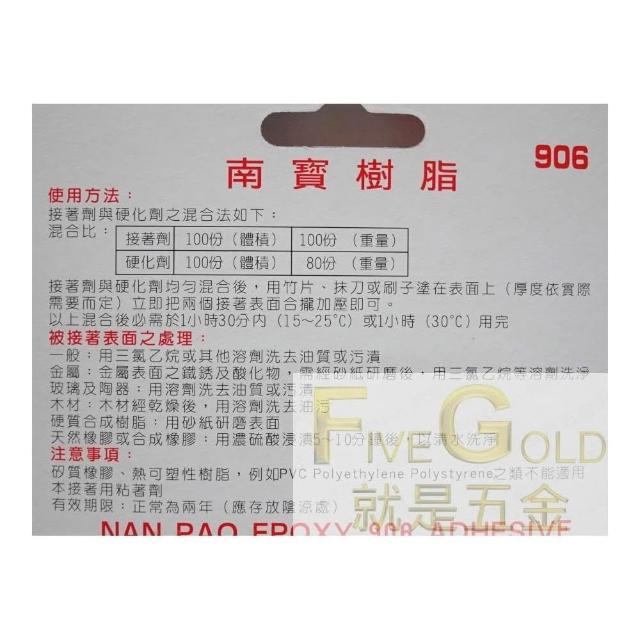 南寶樹脂
906
使用方法：
接著劑與硬化劑之混合法如下：
混合比：
接著劑 100份（體積） 100份（重量）
硬化劑 100份（體積） 80份（重量）
接著劑與硬化劑均勻混合後，用竹片、抹刀或刷子塗在表面上（厚度依實際
需要而定）立即把兩個接著表面合攏加壓即可。
以上混合後必需於1小時30分內（15~25°C）或1小時（30°C）用完
被接著表面之處理：
一般：用三氯乙烷或其他溶劑洗去油質或污漬
金屬：金屬表面之鐵銹及酸化物，需經砂紙研磨後，用三氯乙烷等溶劑洗淨
玻璃及陶器：用溶劑洗去油質或污漬
木材：木材經乾燥後，用溶劑洗去油污
硬質合成樹脂：用砂紙研磨表面
天然橡膠或合成橡膠：用濃硫酸浸漬5~10分鐘後，以清水洗淨
注意事項：
矽質橡膠、熱可塑性樹脂，例如PVC Polyethylene Polystyrene之類不能適用
本接著用粘著劑
有效期限：正常為兩年（應存放陰涼處）
NAN PAO EPOXY 906 ADHESIVE
FIVE GOLD
就是五金